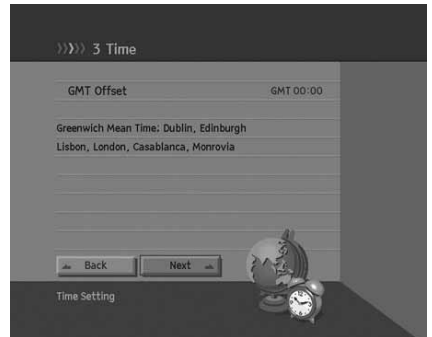 >>>>> 3 Time
GMT Offset GMT 00:00
Greenwich Mean Time; Dublin, Edinburgh
Lisbon, London, Casablanca, Monrovia
Back Next
Time Setting